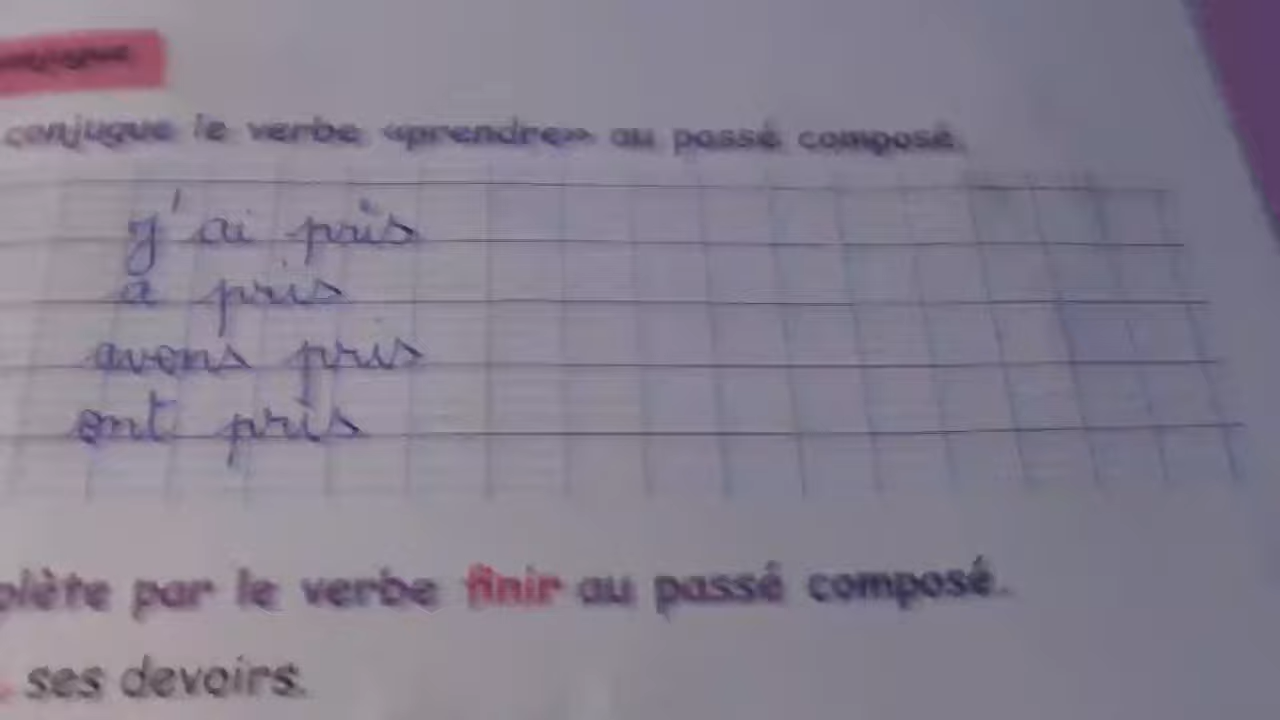 conjugue le verbe «prendre» au passé composé.
j'ai pris
a pris
avons pris
ont pris
plète par le verbe finir au passé composé.
ses devoirs.